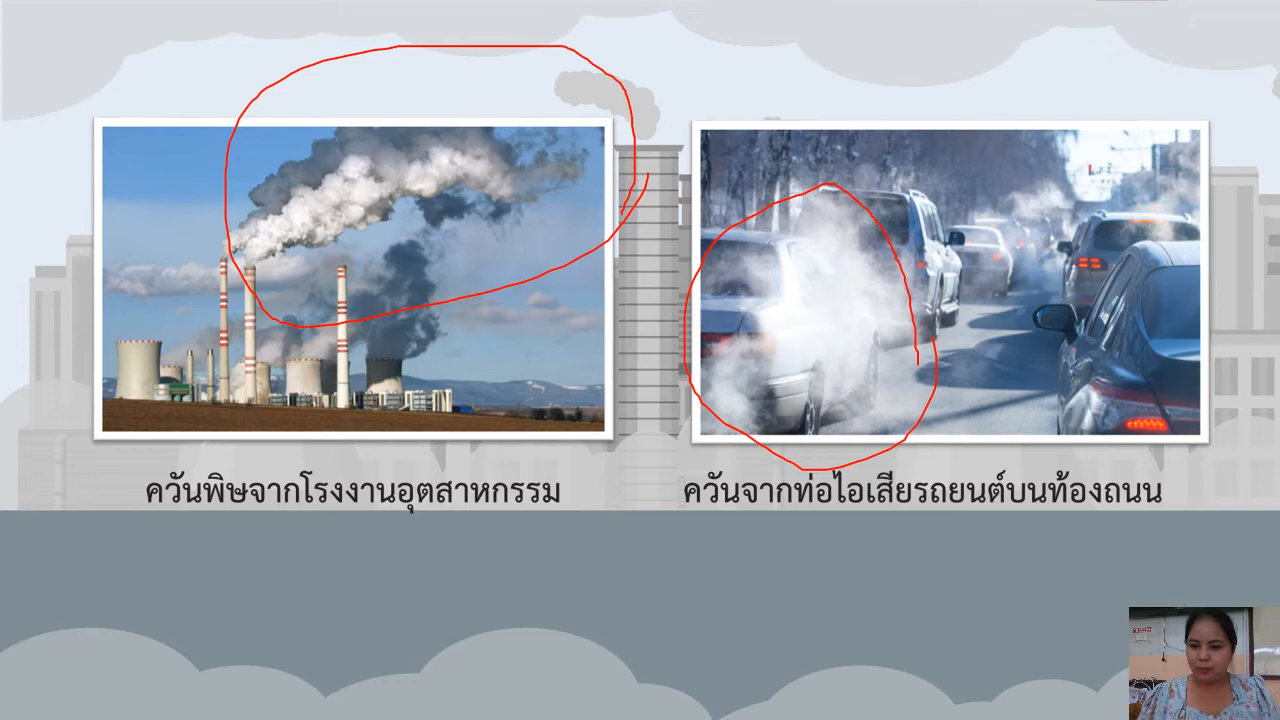 ควันพิษจากโรงงานอุตสาหกรรม
ควันจากท่อไอเสียรถยนต์บนท้องถนน